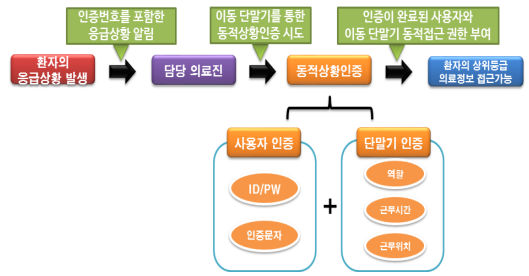 인증번호를 포함한
응급상황 알림
이동 단말기를 통한
동적상황인증 시도
인증이 완료된 사용자와
이동 단말기 동적접근 권한 부여
환자의
응급상황 발생
담당 의료진
동적상황인증
환자의 상위등급
의료정보 접근가능
사용자 인증
단말기 인증
ID/PW
인증문자
+
역할
근무시간
근무위치